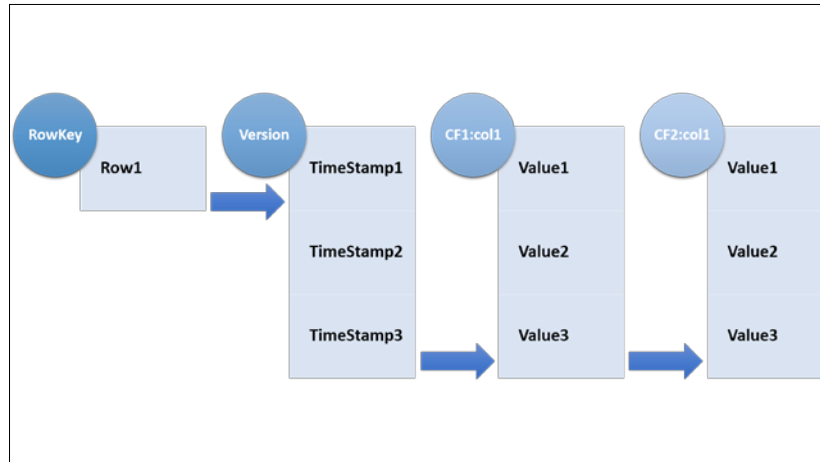 RowKey
Row1
Version
TimeStamp1
TimeStamp2
TimeStamp3
CF1:col1
Value1
Value2
Value3
CF2:col1
Value1
Value2
Value3